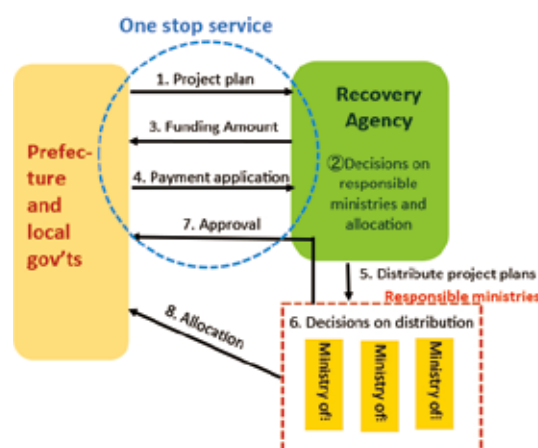 One stop service
1. Project plan
3. Funding Amount
4. Payment application
7. Approval
8. Allocation
Prefec-
ture
and
local
gov'ts
Recovery
Agency
②Decisions on
responsible
ministries and
allocation
5. Distribute project plans
Responsible ministries
6. Decisions on distribution
Ministry of
Ministry of
Ministry of